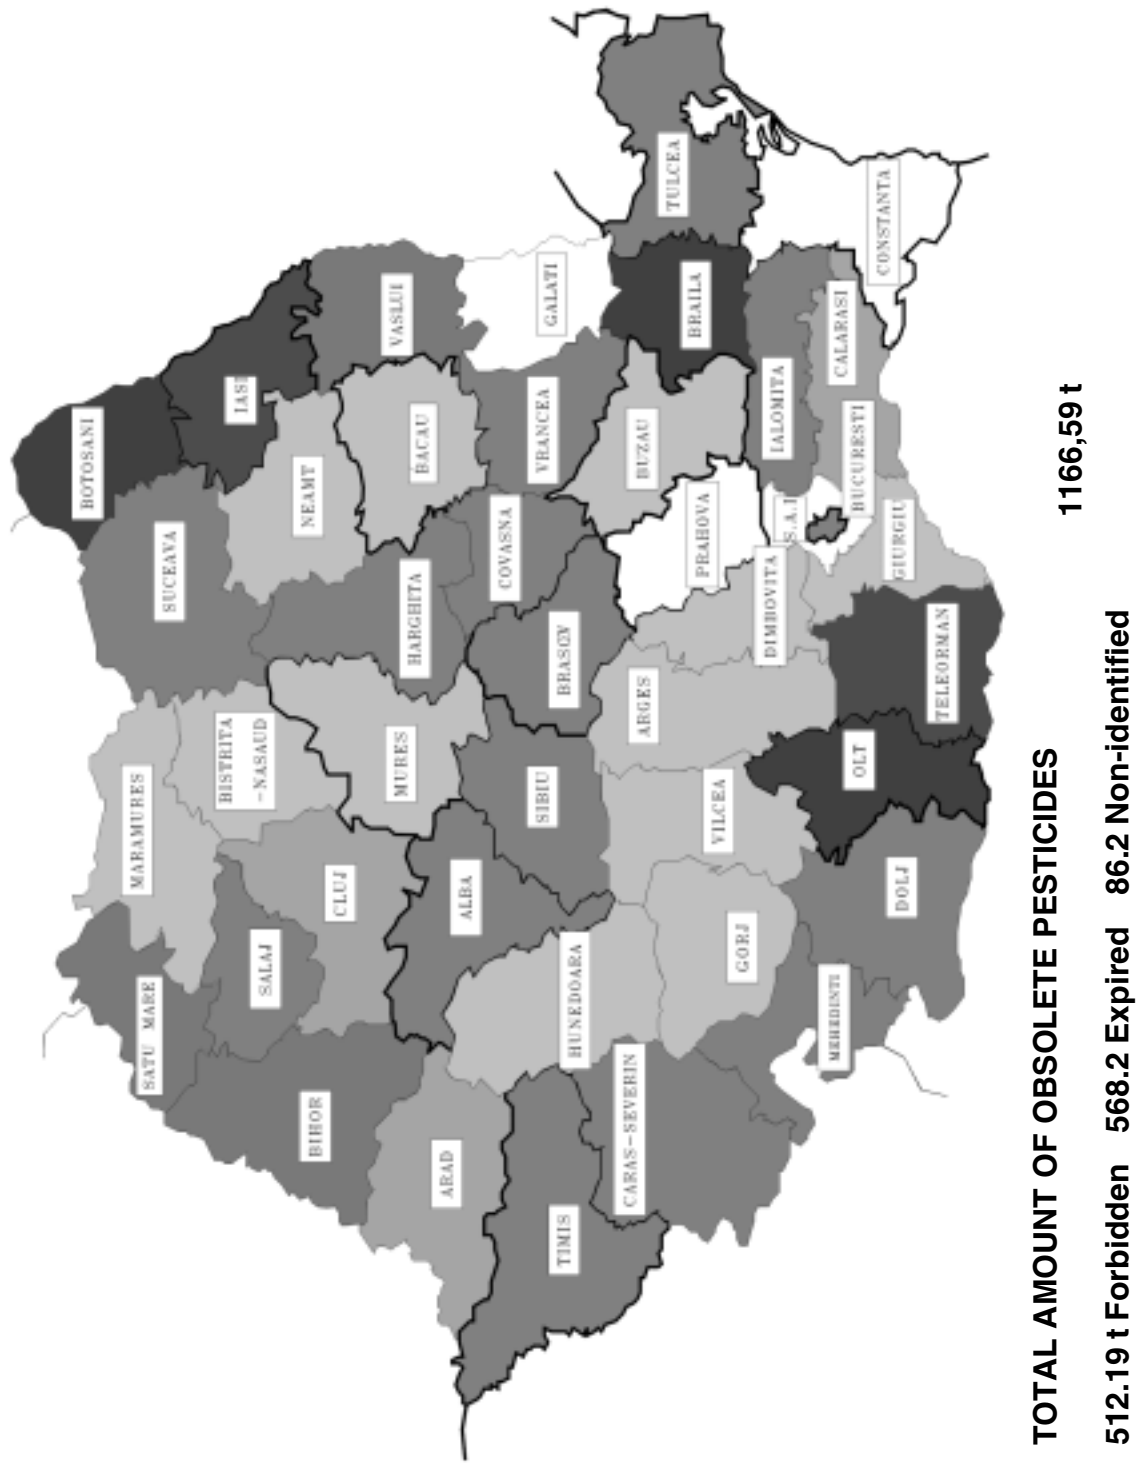 BOTOSANI
SUCEAVA
IASI
MARAMURES
SATU MARE
BISTRITA
-NASAUD
NEAMT
SALAJ
CLUJ
BIHOR
VASLUI
BACAU
HARGHITA
MURES
ALBA
ARAD
GALATI
VRANCEA
COVASNA
BRASOV
SIBIU
HUNEDOARA
TIMIS
CARAS-SEVERIN
TULCEA
BRAILA
BUZAU
PRAHOVA
ARGES
VILCEA
GORJ
DIMBOVITA
IALOMITA
S.A.I
CALARASI
BUCURESTI
CONSTANTA
GIURGIU
TELEORMAN
OLT
DOLJ
MEHEDINTI
TOTAL AMOUNT OF OBSOLETE PESTICIDES 1166,59 t
512.19 t Forbidden 568.2 Expired 86.2 Non-identified